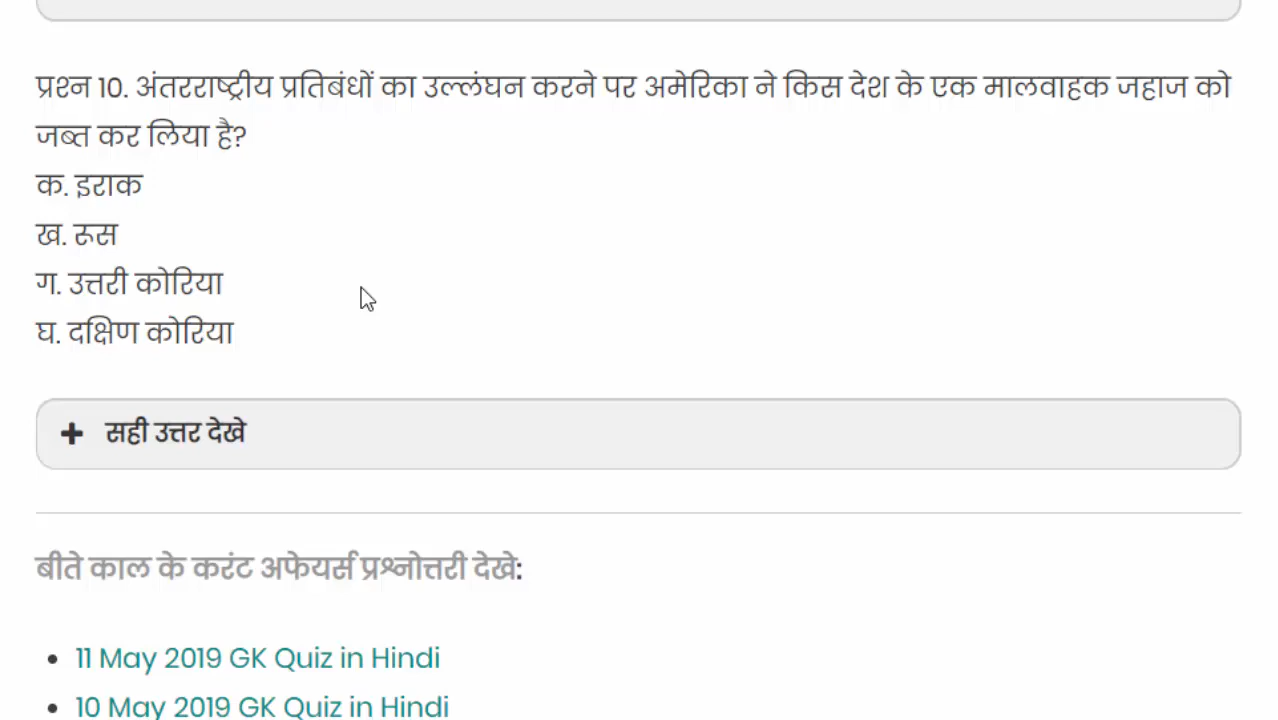 प्रश्न 10. अंतरराष्ट्रीय प्रतिबंधों का उल्लंघन करने पर अमेरिका ने किस देश के एक मालवाहक जहाज को
जब्त कर लिया है?
क. इराक
ख. रूस
ग. उत्तरी कोरिया
घ. दक्षिण कोरिया
+ सही उत्तर देखे
बीते काल के करंट अफेयर्स प्रश्नोत्तरी देखे:
• 11 May 2019 GK Quiz in Hindi
• 10 May 2019 GK Quiz in Hindi